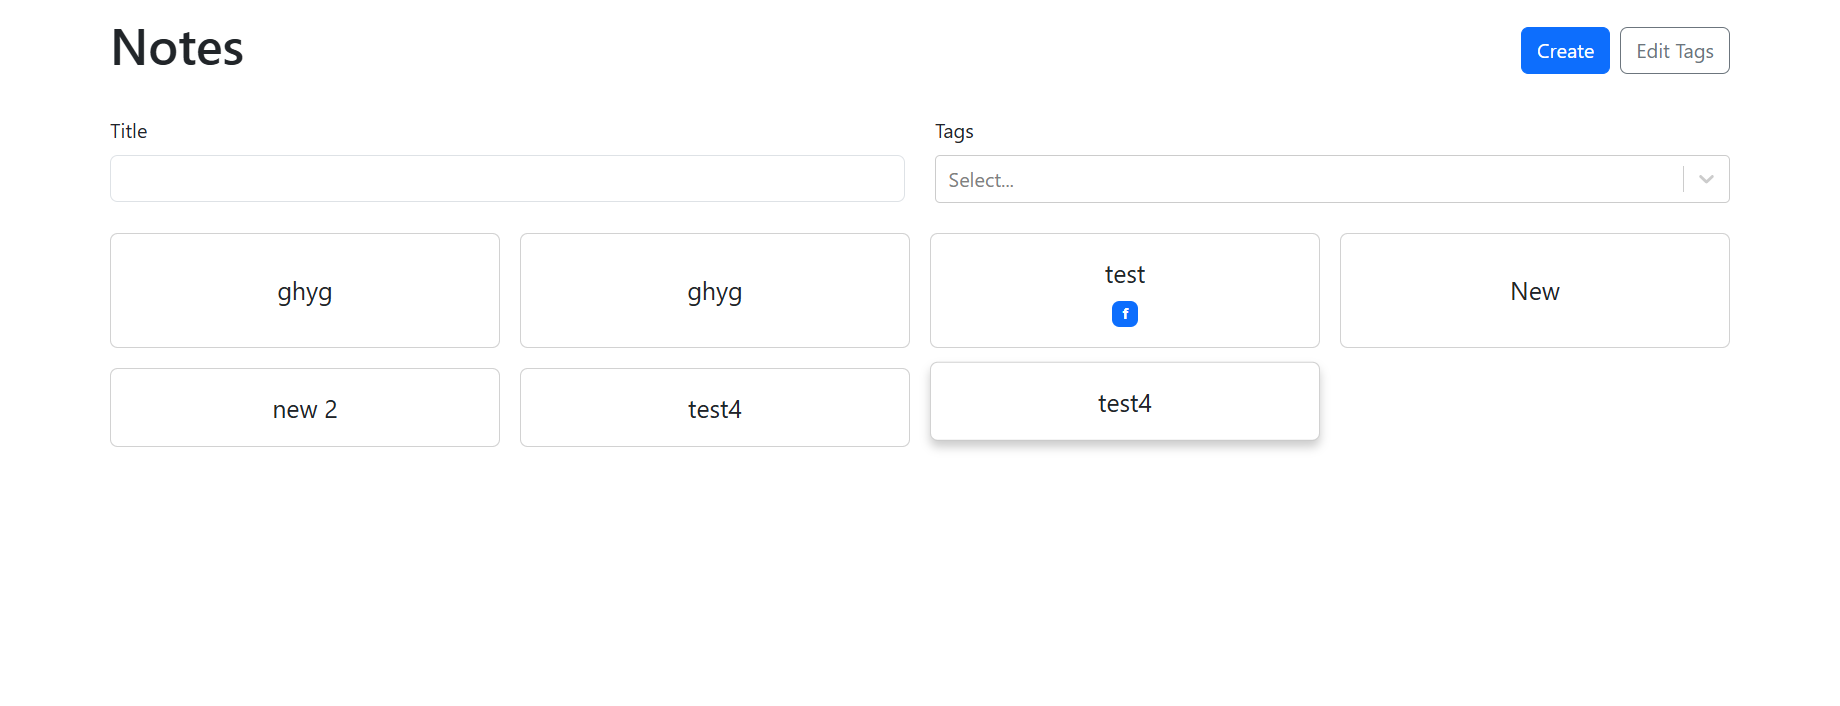 Notes
Create
Edit Tags
Title
Tags
Select...
ghyg
ghyg
test
f
New
new 2
test4
test4